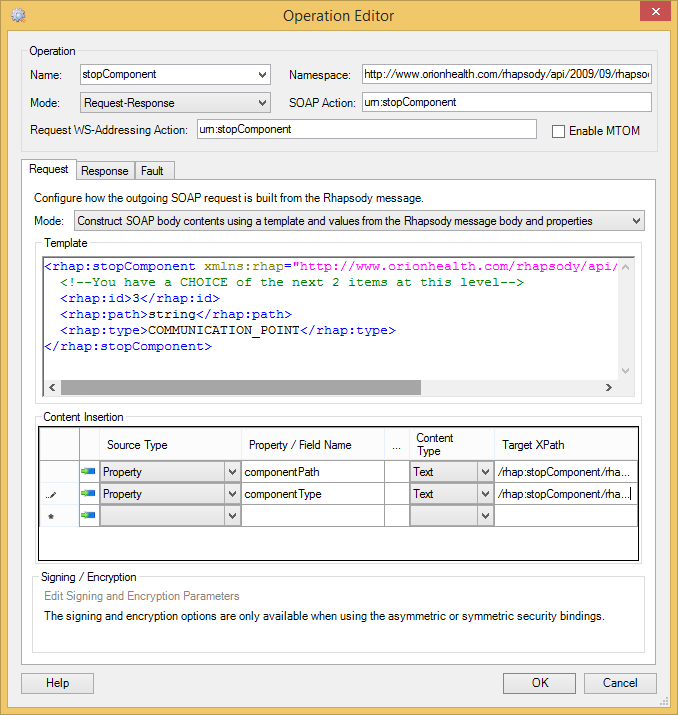 Operation Editor
Operation
Name: stopComponent Namespace: http://www.orionhealth.com/rhapsody/api/2009/09/rhapso
Mode: Request-Response SOAP Action: urn:stopComponent
Request WS-Addressing Action: urn:stopComponent Enable MTOM
Request Response Fault
Configure how the outgoing SOAP request is built from the Rhapsody message.
Mode: Construct SOAP body contents using a template and values from the Rhapsody message body and properties
Template
<rhap:stopComponent xmlns:rhap="http://www.orionhealth.com/rhapsody/api/
<!--You have a CHOICE of the next 2 items at this level-->
<rhap:id>3</rhap:id>
<rhap:path>string</rhap:path>
<rhap:type>COMMUNICATION_POINT</rhap:type>
</rhap:stopComponent>
Content Insertion
Source Type Property / Field Name ... Content Type Target XPath
Property componentPath Text /rhap:stopComponent/rha...
Property componentType Text /rhap:stopComponent/rha...
Signing / Encryption
Edit Signing and Encryption Parameters
The signing and encryption options are only available when using the asymmetric or symmetric security bindings.
Help OK Cancel